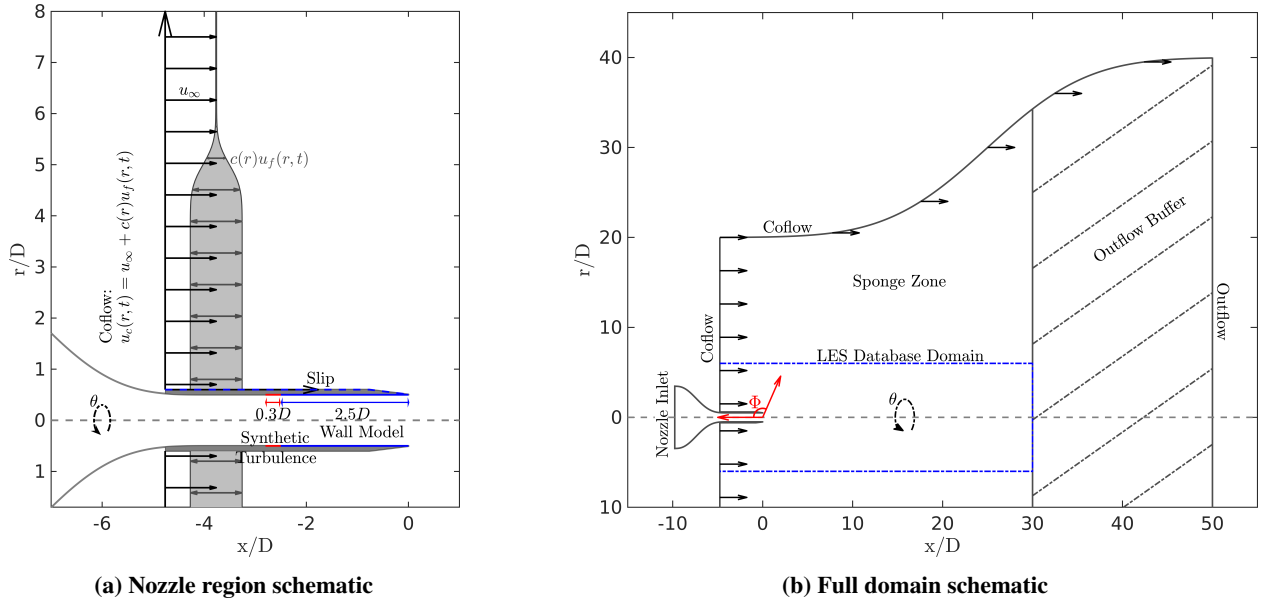 8
7
6
5
4
3
2
1
0
1
r/D
-6
-4
-2
0
x/D
Coflow:
u_c(r, t) = u_∞ + c(r)u_f(r, t)
u_∞
c(r)u_f(r, t)
Slip
θ
0.3D
2.5D
Synthetic
Turbulence
Wall Model
(a) Nozzle region schematic
40
30
20
10
0
10
r/D
-10
0
10
20
30
40
50
x/D
Coflow
Sponge Zone
Outflow Buffer
Outflow
Coflow
LES Database Domain
Nozzle Inlet
Φ
θ
(b) Full domain schematic